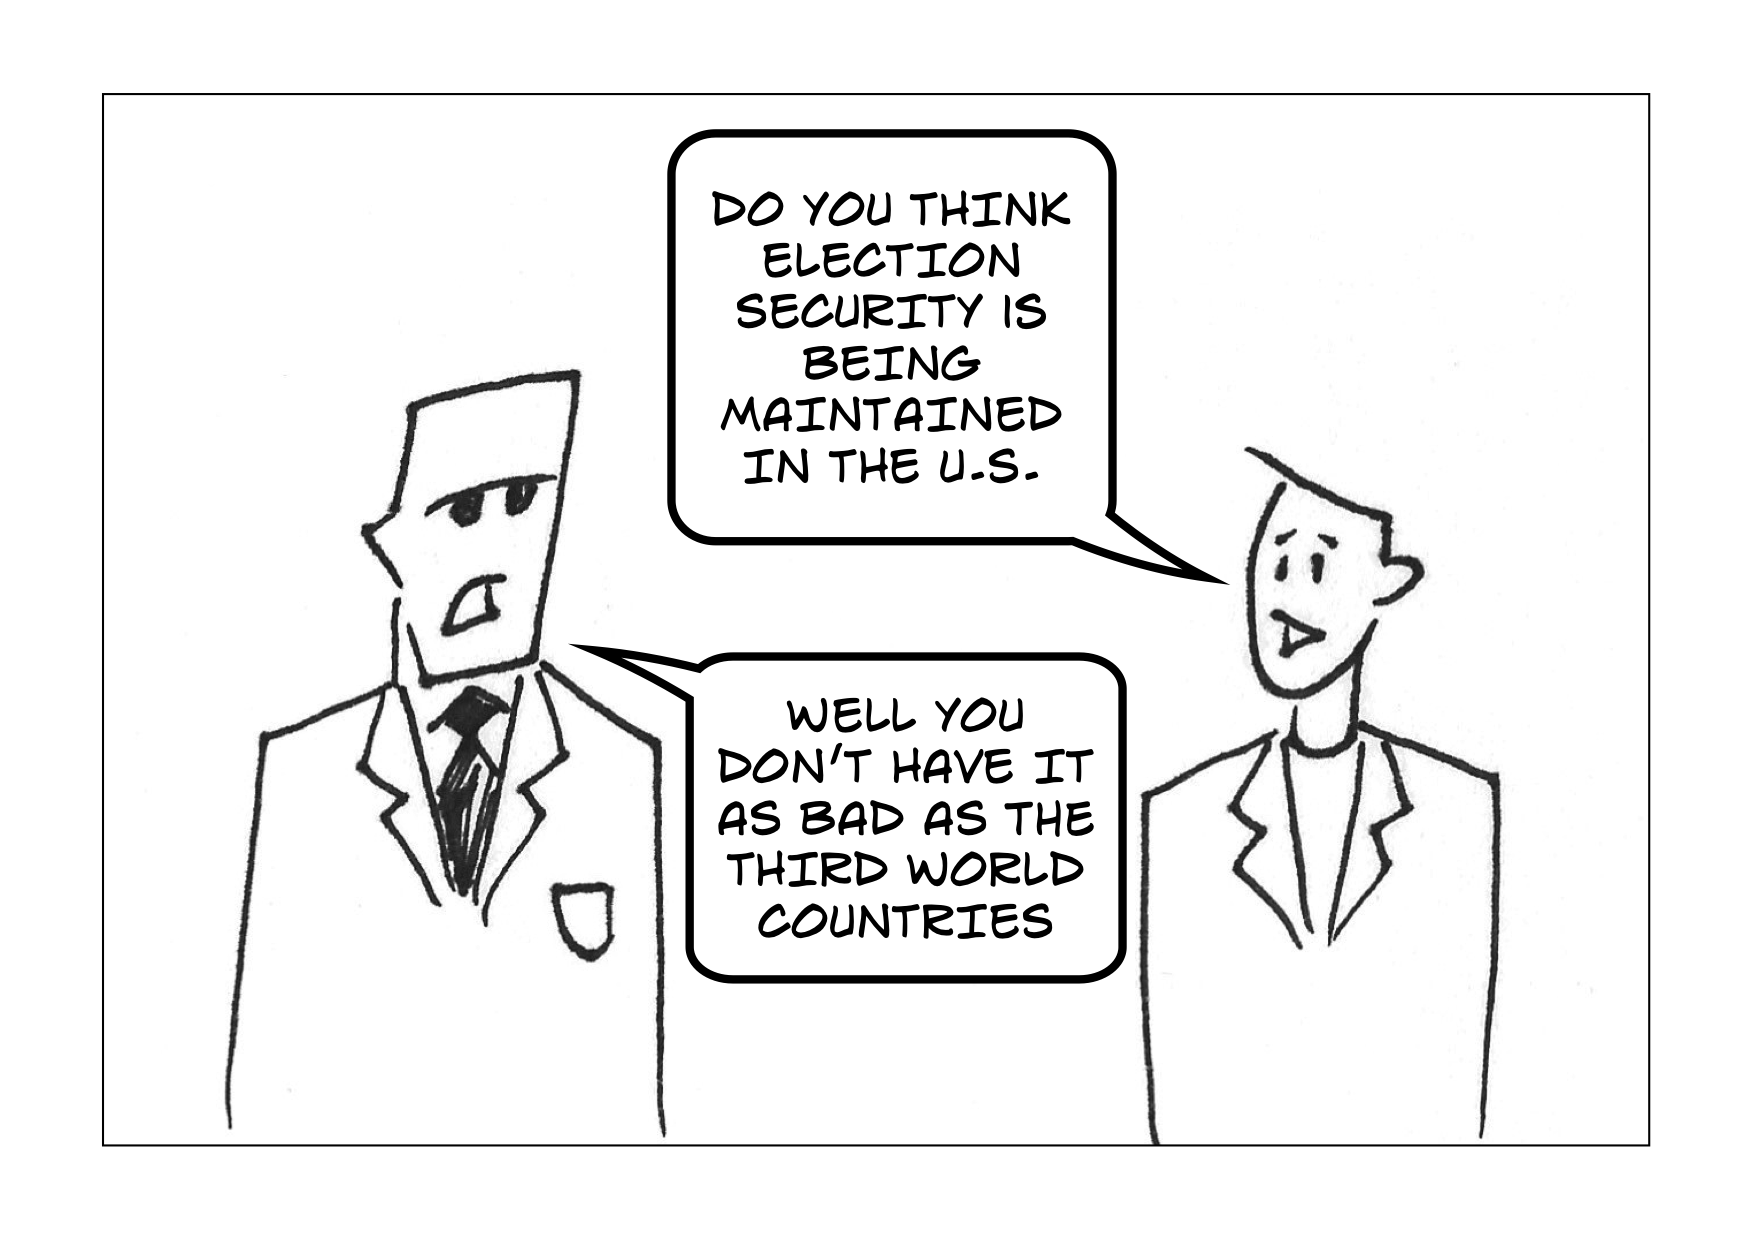 DO YOU THINK
ELECTION
SECURITY IS
BEING
MAINTAINED
IN THE U.S.
WELL YOU
DON'T HAVE IT
AS BAD AS THE
THIRD WORLD
COUNTRIES